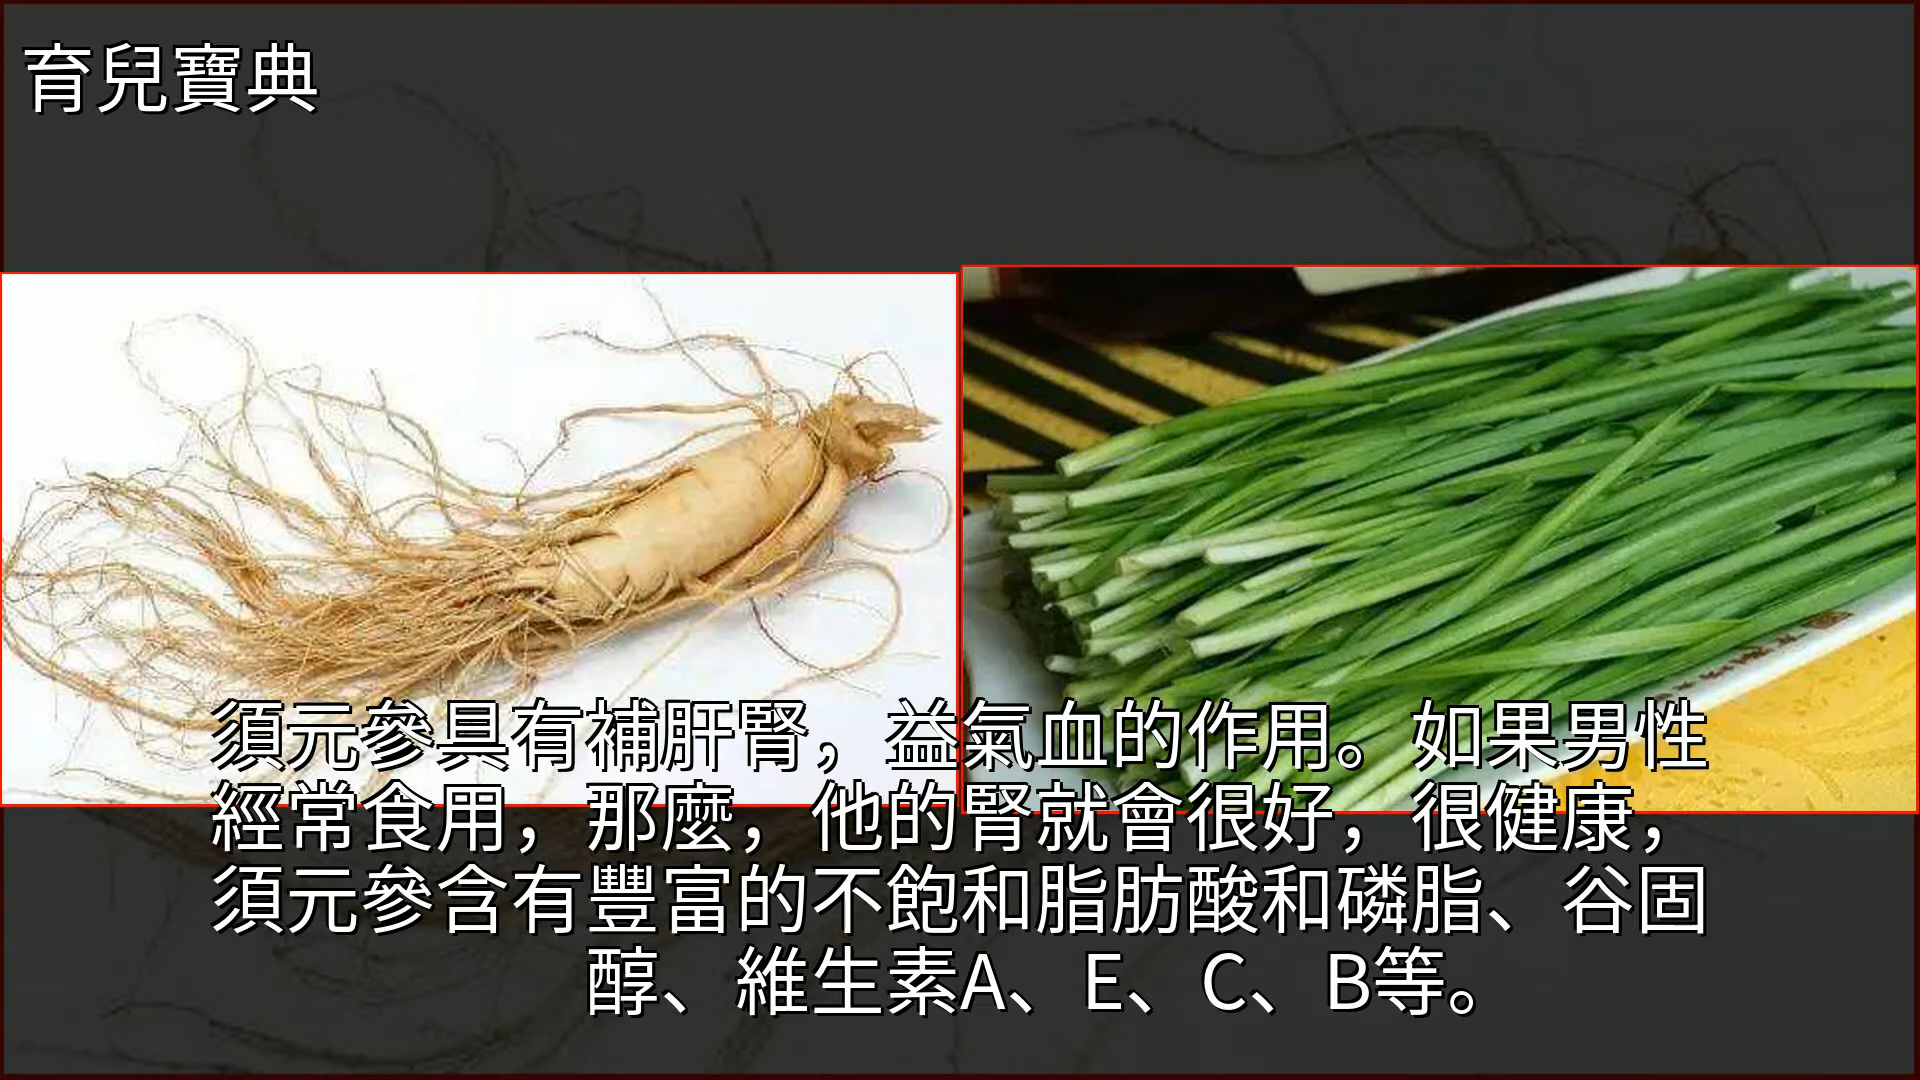 育兒寶典
須元參具有補肝腎，益氣血的作用。如果男性
經常食用，那麼，他的腎就會很好，很健康，
須元參含有豐富的不飽和脂肪酸和磷脂、谷固
醇、維生素A、E、C、B等。